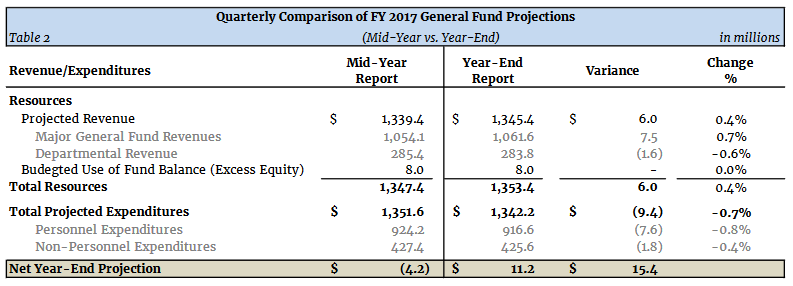 Quarterly Comparison of FY 2017 General Fund Projections
Table 2 (Mid-Year vs. Year-End) in millions
Revenue/Expenditures Mid-Year Report Year-End Report Variance Change %
Resources
Projected Revenue $ 1,339.4 $ 1,345.4 $ 6.0 0.4%
Major General Fund Revenues 1,054.1 1,061.6 7.5 0.7%
Departmental Revenue 285.4 283.8 (1.6) -0.6%
Budegted Use of Fund Balance (Excess Equity) 8.0 8.0 - 0.0%
Total Resources 1,347.4 1,353.4 6.0 0.4%
Total Projected Expenditures $ 1,351.6 $ 1,342.2 $ (9.4) -0.7%
Personnel Expenditures 924.2 916.6 (7.6) -0.8%
Non-Personnel Expenditures 427.4 425.6 (1.8) -0.4%
Net Year-End Projection $ (4.2) $ 11.2 $ 15.4